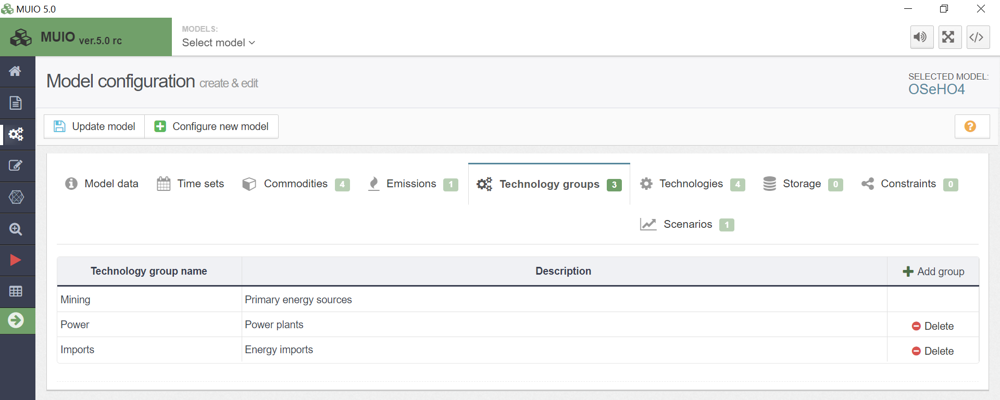 MUIO 5.0
MUIO ver.5.0 rc
MODELS:
Select model
Model configuration create & edit
SELECTED MODEL:
OSeHO4
Update model
Configure new model
Model data
Time sets
Commodities 4
Emissions 1
Technology groups 3
Technologies 4
Storage 0
Constraints 0
Scenarios 1
Technology group name Description Add group
Mining Primary energy sources
Power Power plants Delete
Imports Energy imports Delete